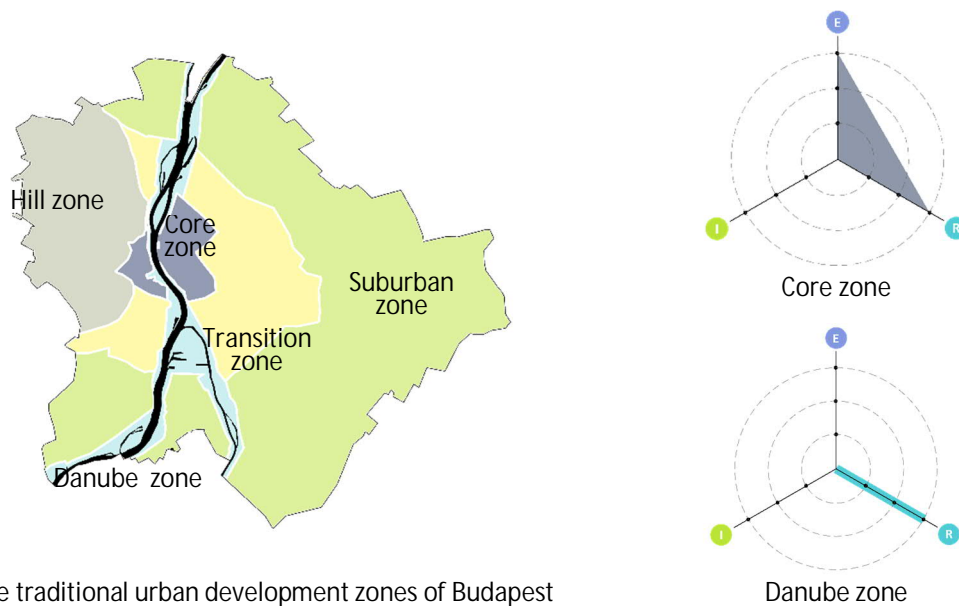 Hill zone
Core
zone
Suburban
zone
Transition
zone
Danube zone
e traditional urban development zones of Budapest
E
I
R
Core zone
E
I
R
Danube zone